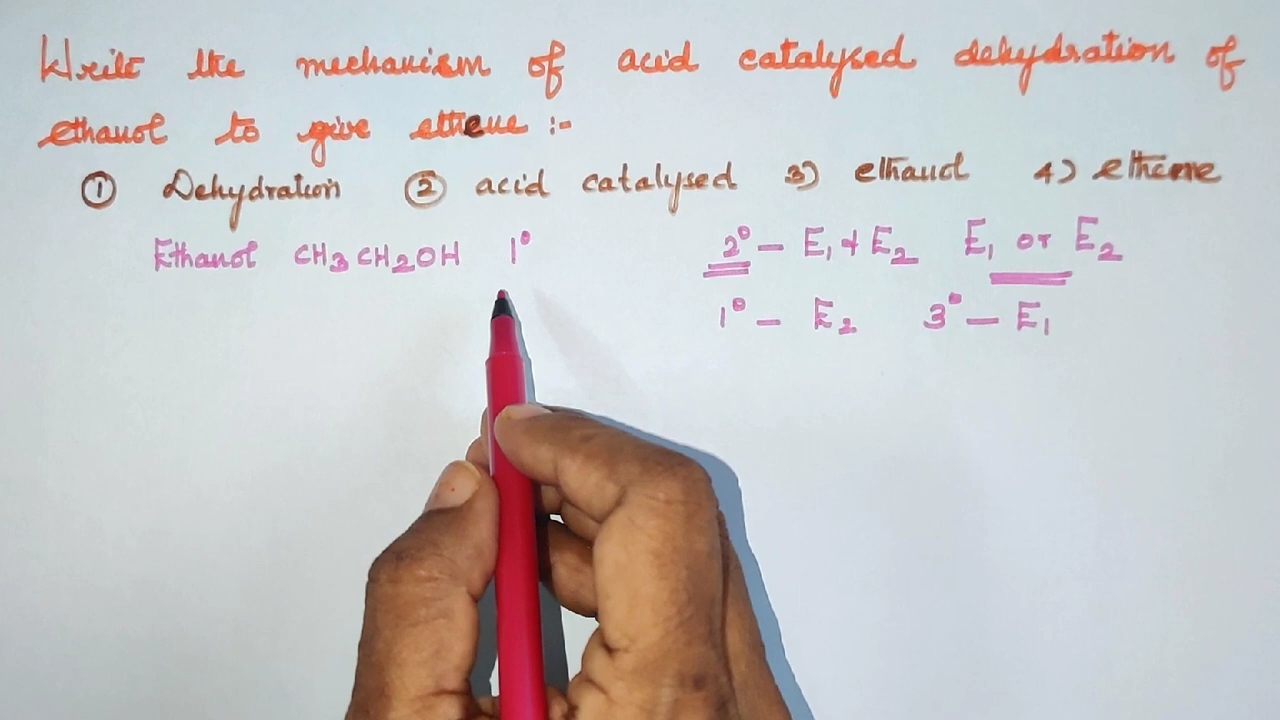 Write the mechanism of acid catalysed dehydration of
ethanol to give ethene :-
① Dehydration ② acid catalysed 3) ethanol 4) ethene
Ethanol CH3CH2OH 1° 2° – E1 + E2 E1 or E2
1° – E2 3° – E1